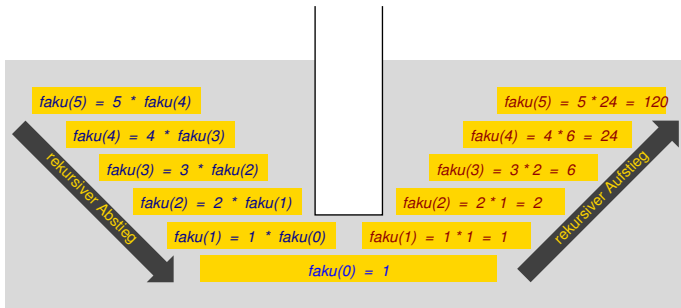 faku(5) = 5 * faku(4)
faku(4) = 4 * faku(3)
faku(3) = 3 * faku(2)
faku(2) = 2 * faku(1)
faku(1) = 1 * faku(0)
rekursiver Abstieg
faku(0) = 1
faku(5) = 5 * 24 = 120
faku(4) = 4 * 6 = 24
faku(3) = 3 * 2 = 6
faku(2) = 2 * 1 = 2
faku(1) = 1 * 1 = 1
rekursiver Aufstieg